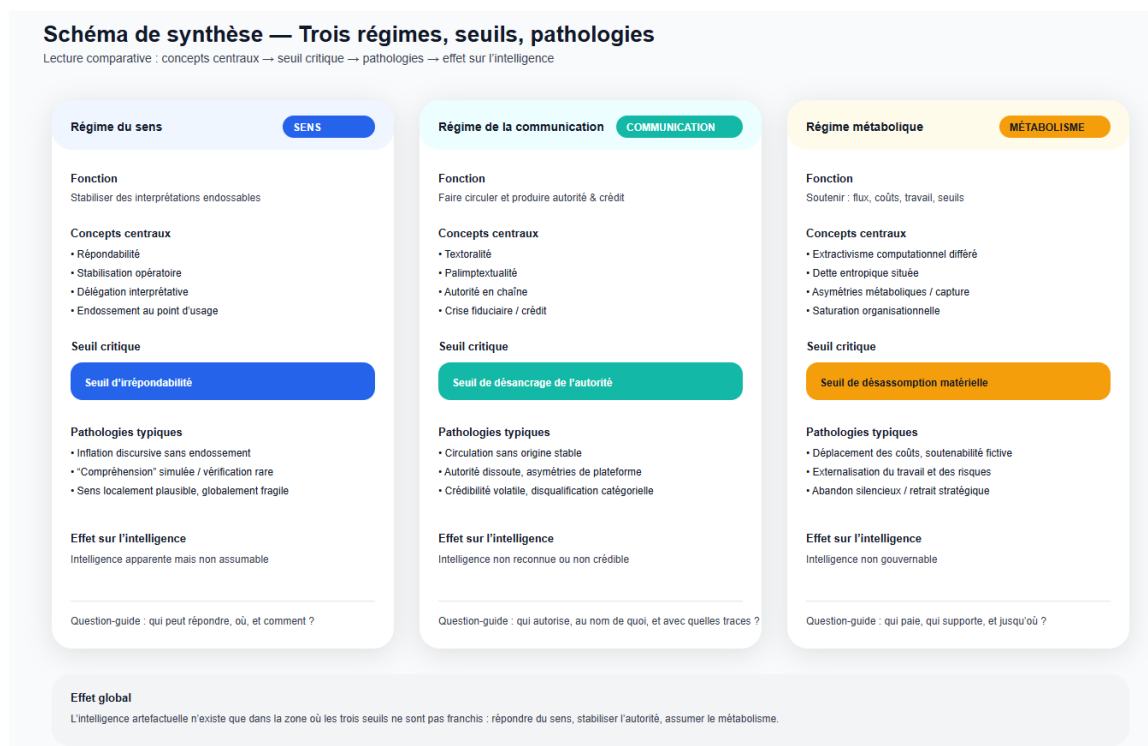 Schéma de synthèse — Trois régimes, seuils, pathologies
Lecture comparative : concepts centraux → seuil critique → pathologies → effet sur l’intelligence
Régime du sens
SENS
Fonction
Stabiliser des interprétations endossables
Concepts centraux
• Répondabilité
• Stabilisation opératoire
• Délégation interprétative
• Endossement au point d’usage
Seuil critique
Seuil d’irrépondabilité
Pathologies typiques
• Inflation discursive sans endossement
• “Compréhension” simulée / vérification rare
• Sens localement plausible, globalement fragile
Effet sur l’intelligence
Intelligence apparente mais non assumable
Question-guide : qui peut répondre, où, et comment ?
Régime de la communication
COMMUNICATION
Fonction
Faire circuler et produire autorité & crédit
Concepts centraux
• Textoralité
• Palimptextualité
• Autorité en chaîne
• Crise fiduciaire / crédit
Seuil critique
Seuil de désancrage de l’autorité
Pathologies typiques
• Circulation sans origine stable
• Autorité dissoute, asymétries de plateforme
• Crédibilité volatile, disqualification catégorielle
Effet sur l’intelligence
Intelligence non reconnue ou non crédible
Question-guide : qui autorise, au nom de quoi, et avec quelles traces ?
Régime métabolique
MÉTABOLISME
Fonction
Soutenir : flux, coûts, travail, seuils
Concepts centraux
• Extractivisme computationnel différé
• Dette entropique située
• Asymétries métaboliques / capture
• Saturation organisationnelle
Seuil critique
Seuil de désassomption matérielle
Pathologies typiques
• Déplacement des coûts, soutenabilité fictive
• Externalisation du travail et des risques
• Abandon silencieux / retrait stratégique
Effet sur l’intelligence
Intelligence non gouvernable
Question-guide : qui paie, qui supporte, et jusqu’où ?
Effet global
L’intelligence artefactuelle n’existe que dans la zone où les trois seuils ne sont pas franchis : répondre du sens, stabiliser l’autorité, assumer le métabolisme.